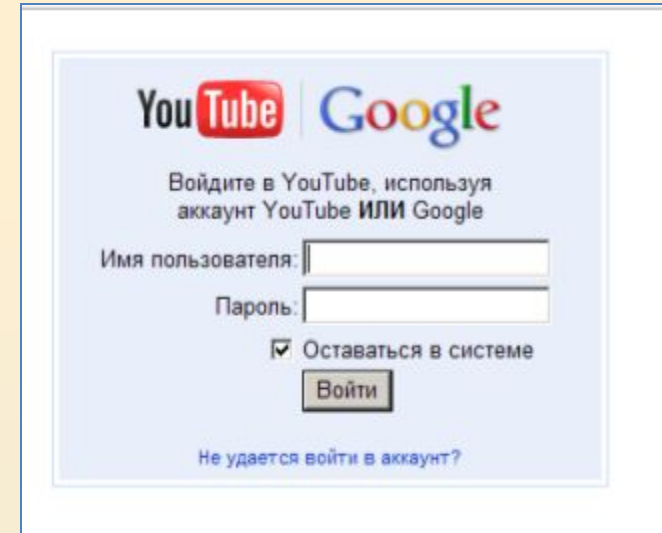 YouTube Google
Войдите в YouTube, используя
аккаунт YouTube ИЛИ Google
Имя пользователя:
Пароль:
Оставаться в системе
Войти
Не удается войти в аккаунт?